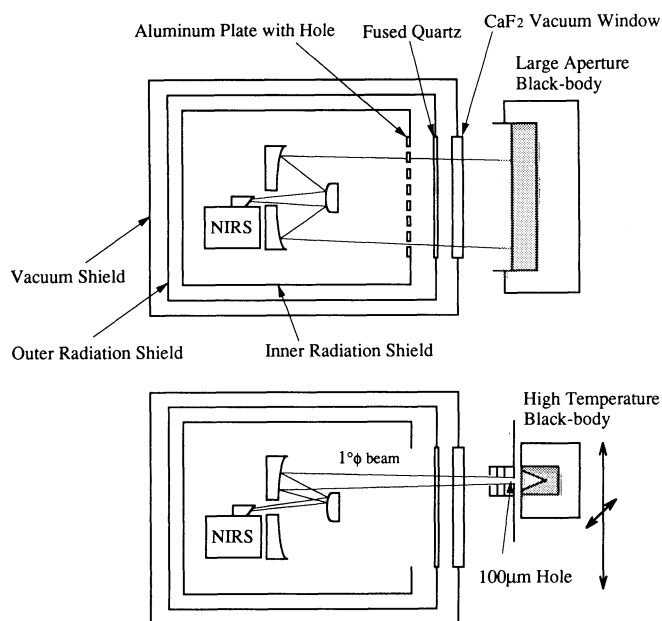 Aluminum Plate with Hole
Fused Quartz
CaF₂ Vacuum Window
Large Aperture
Black-body
NIRS
Vacuum Shield
Outer Radiation Shield
Inner Radiation Shield
High Temperature
Black-body
1°ϕ beam
NIRS
100μm Hole